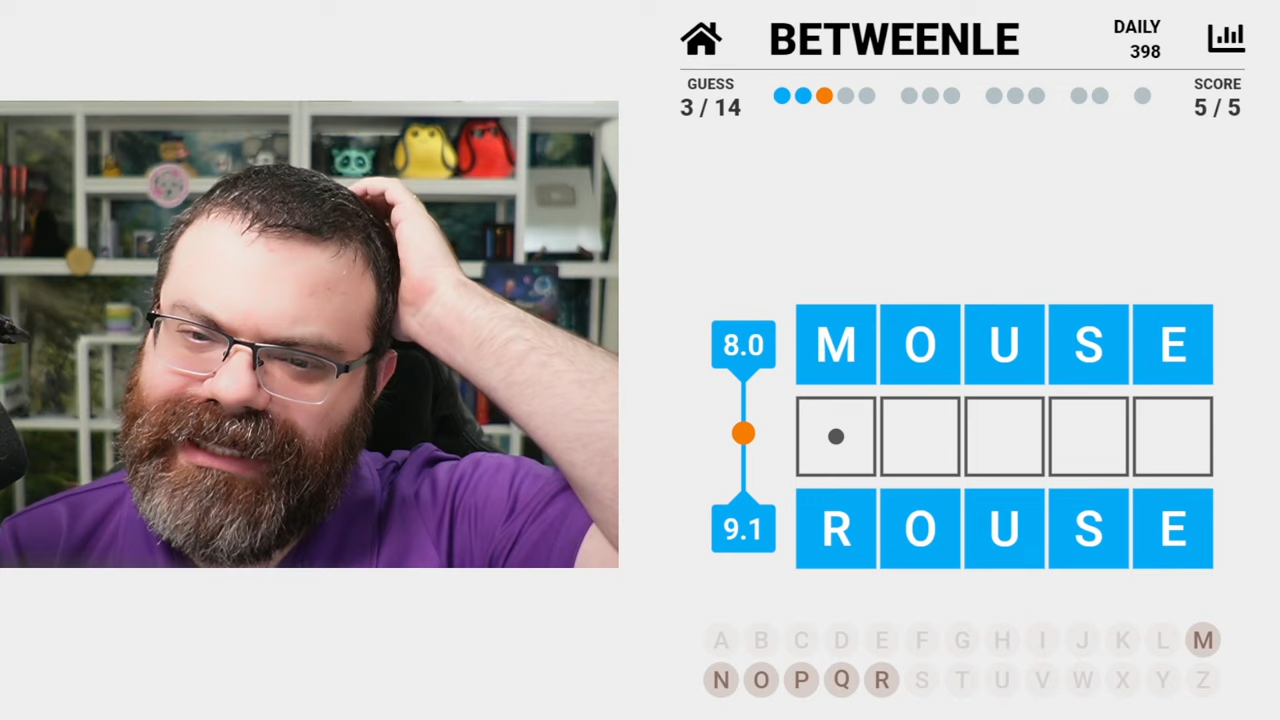 BETWEENLE
DAILY
398
GUESS
3 / 14
SCORE
5 / 5
8.0
M O U S E
9.1
R O U S E
A B C D E F G H I J K L M
N O P Q R S T U V W X Y Z